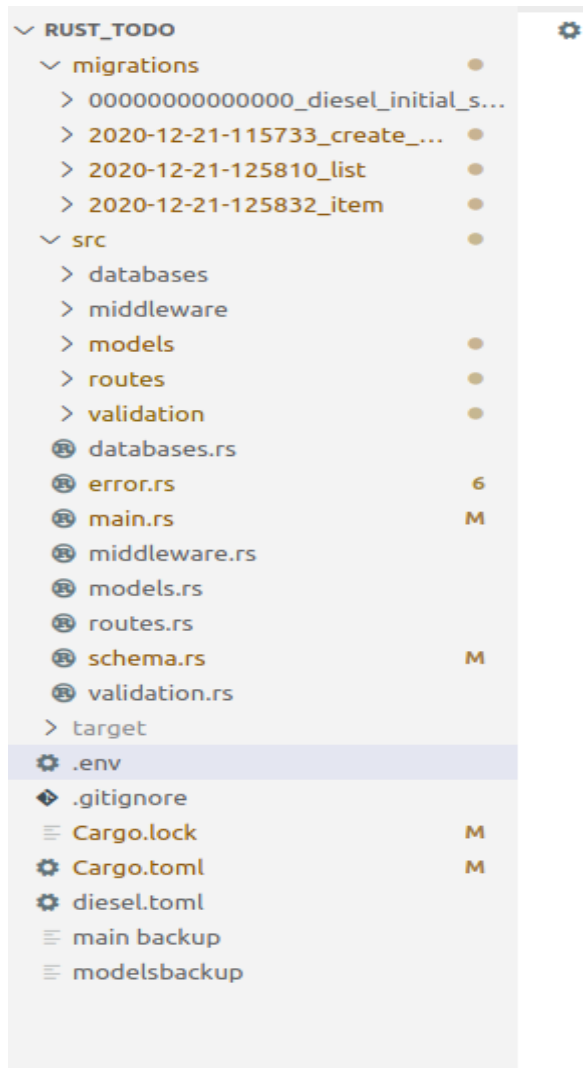 RUST_TODO
migrations
00000000000000_diesel_initial_s...
2020-12-21-115733_create_...
2020-12-21-125810_list
2020-12-21-125832_item
src
databases
middleware
models
routes
validation
databases.rs
error.rs 6
main.rs M
middleware.rs
models.rs
routes.rs
schema.rs M
validation.rs
target
.env
.gitignore
Cargo.lock M
Cargo.toml M
diesel.toml
main backup
modelsbackup